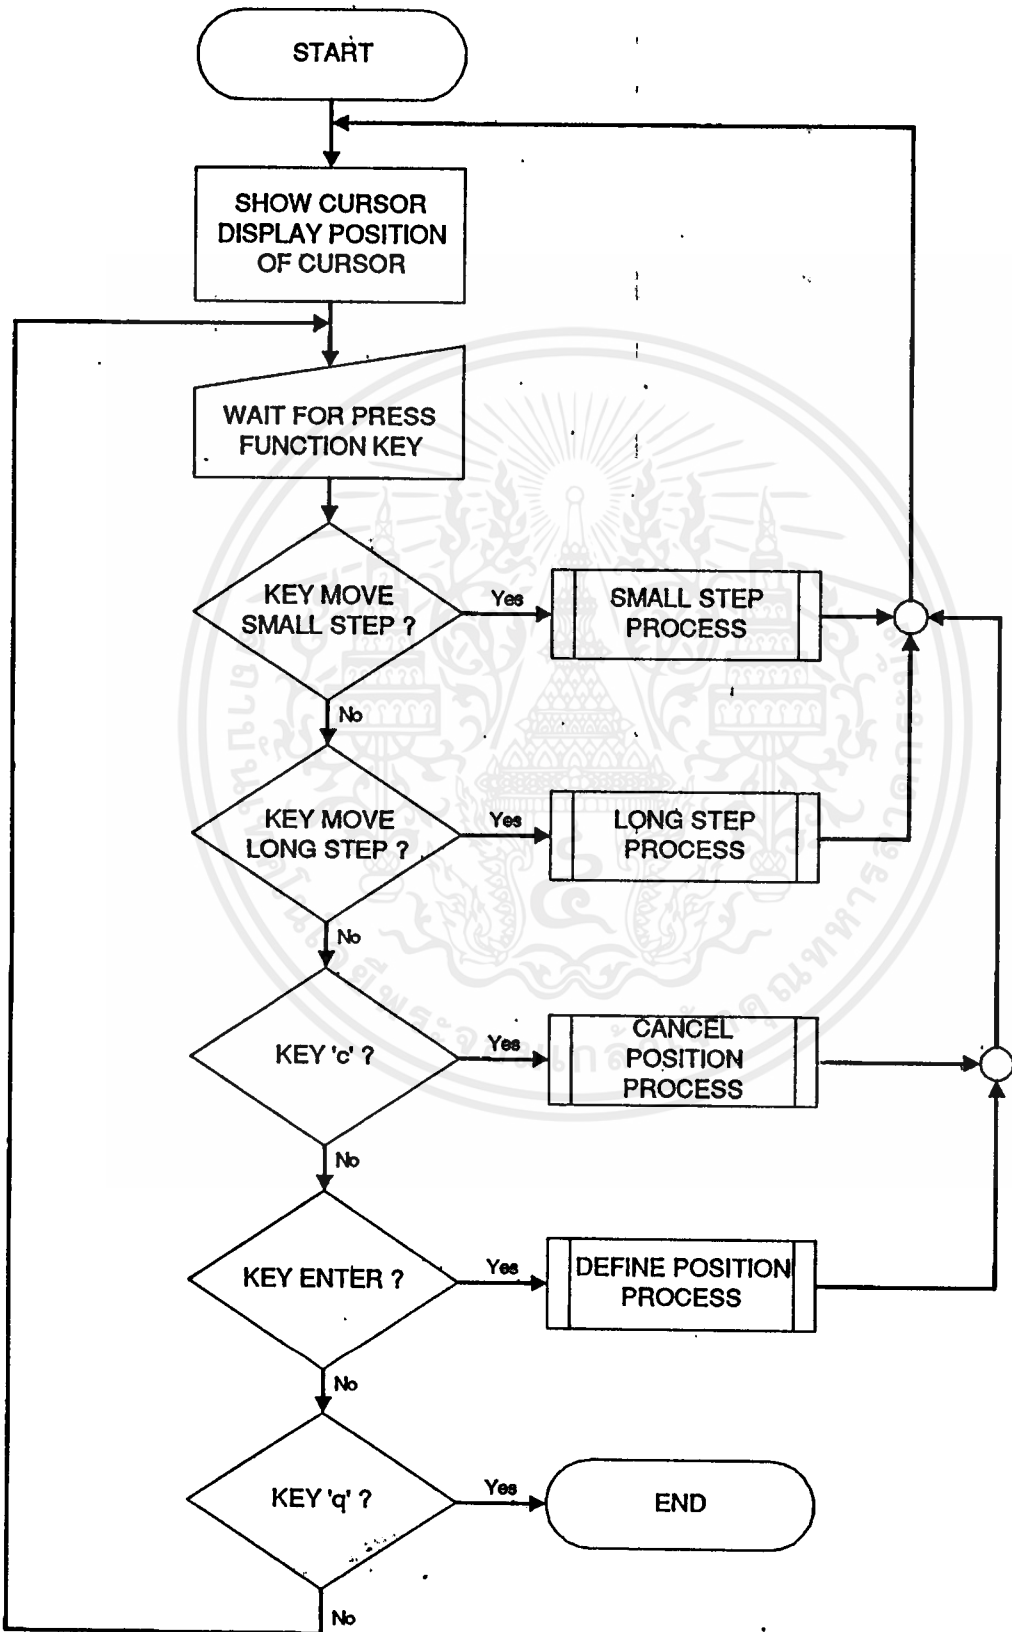 START
SHOW CURSOR
DISPLAY POSITION
OF CURSOR
WAIT FOR PRESS
FUNCTION KEY
KEY MOVE
SMALL STEP ?
Yes
SMALL STEP
PROCESS
No
KEY MOVE
LONG STEP ?
Yes
LONG STEP
PROCESS
No
KEY 'c' ?
Yes
CANCEL
POSITION
PROCESS
No
KEY ENTER ?
Yes
DEFINE POSITION
PROCESS
No
KEY 'q' ?
Yes
END
No